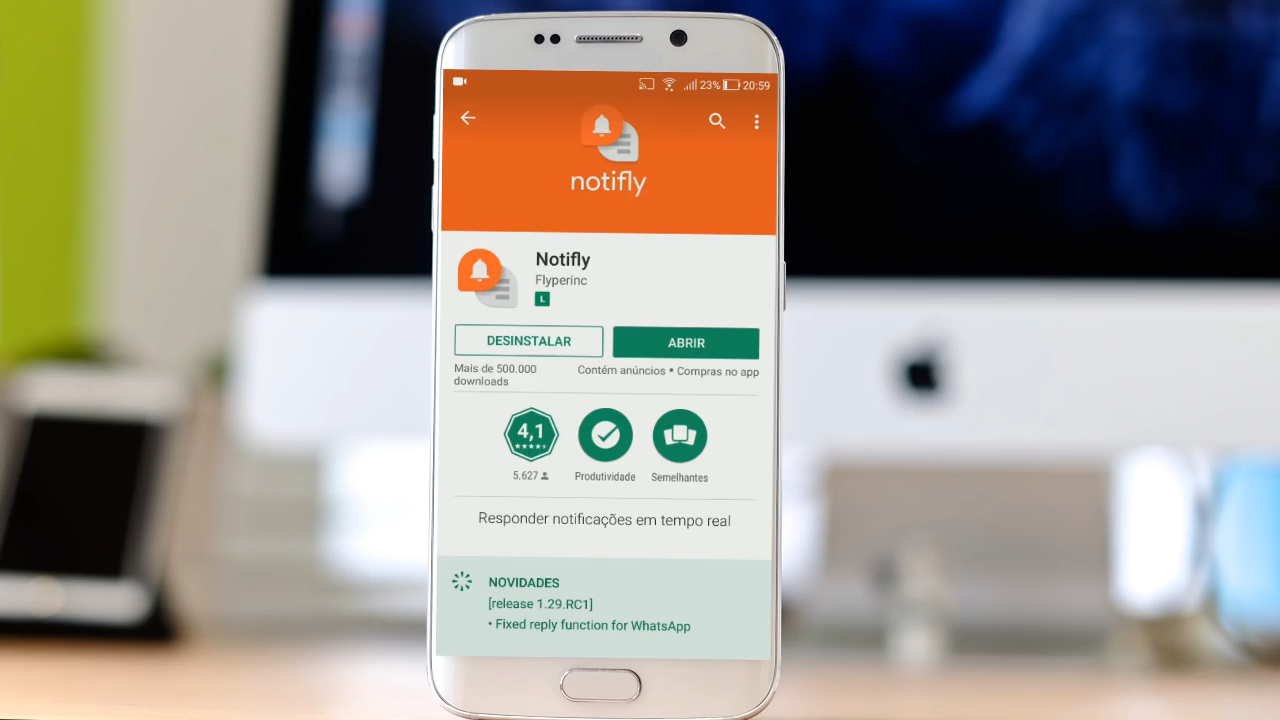 23% 20:59
notifly
Notifly
Flyperinc
L
DESINSTALAR
ABRIR
Mais de 500.000
downloads
Contém anúncios • Compras no app
4,1
5.627
Produtividade
Semelhantes
Responder notificações em tempo real
NOVIDADES
[release 1.29.RC1]
• Fixed reply function for WhatsApp